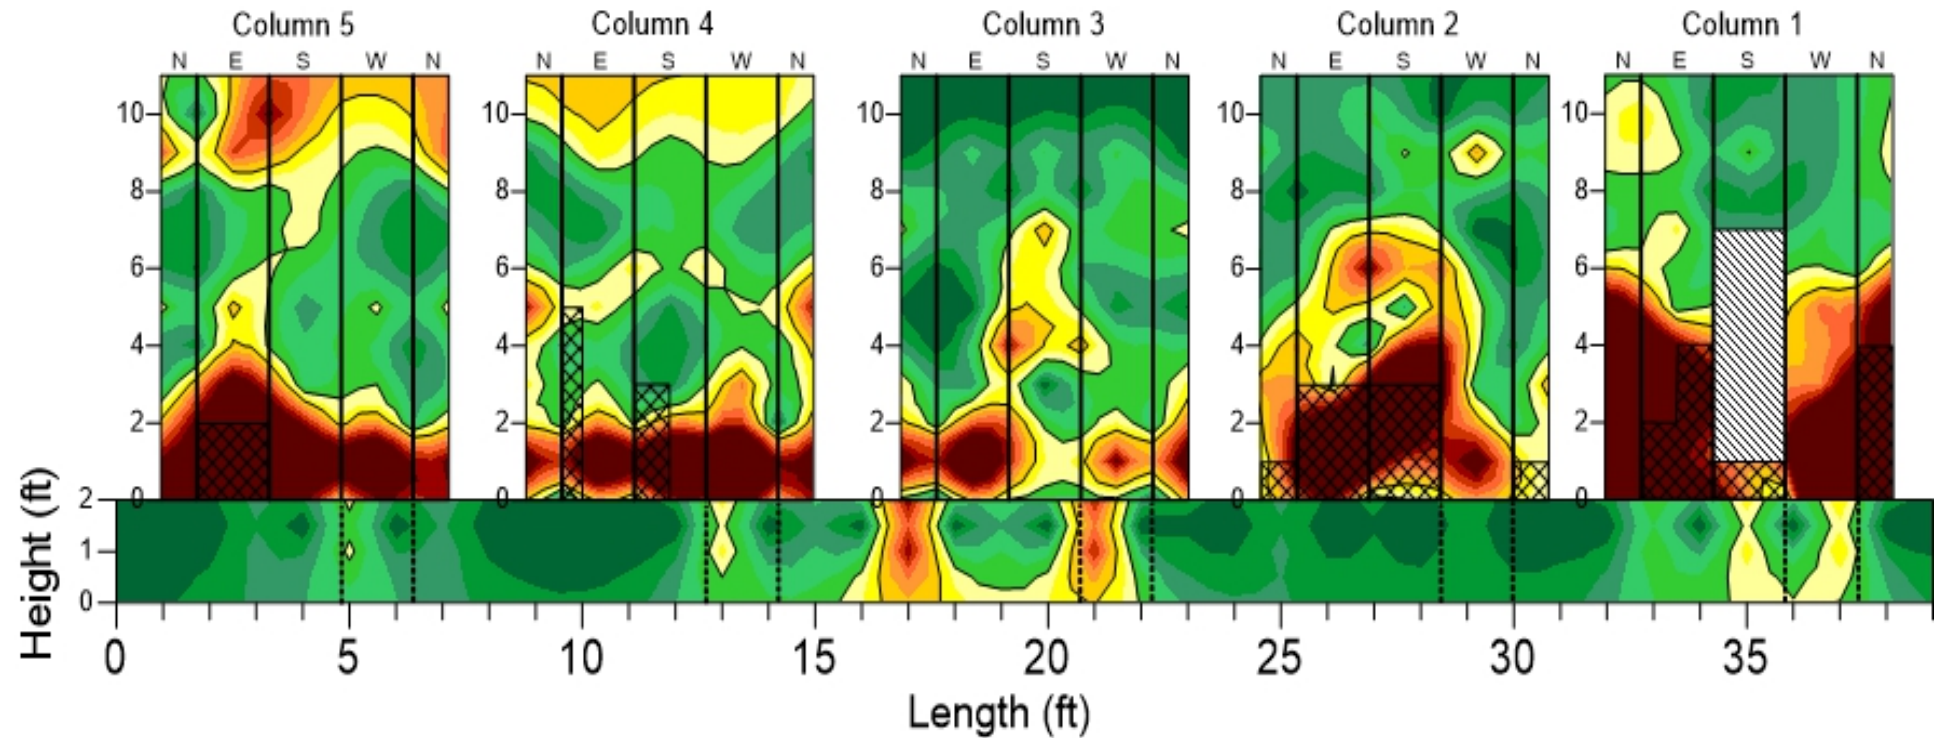 Column 5 Column 4 Column 3 Column 2 Column 1
N E S W N N E S W N N E S W N N E S W N N E S W N
10 10 10 10 10
8 8 8 8 8
6 6 6 6 6
4 4 4 4 4
2 2 2 2 2
0 0 0 0 0
2
1
0
Height (ft)
0 5 10 15 20 25 30 35
Length (ft)